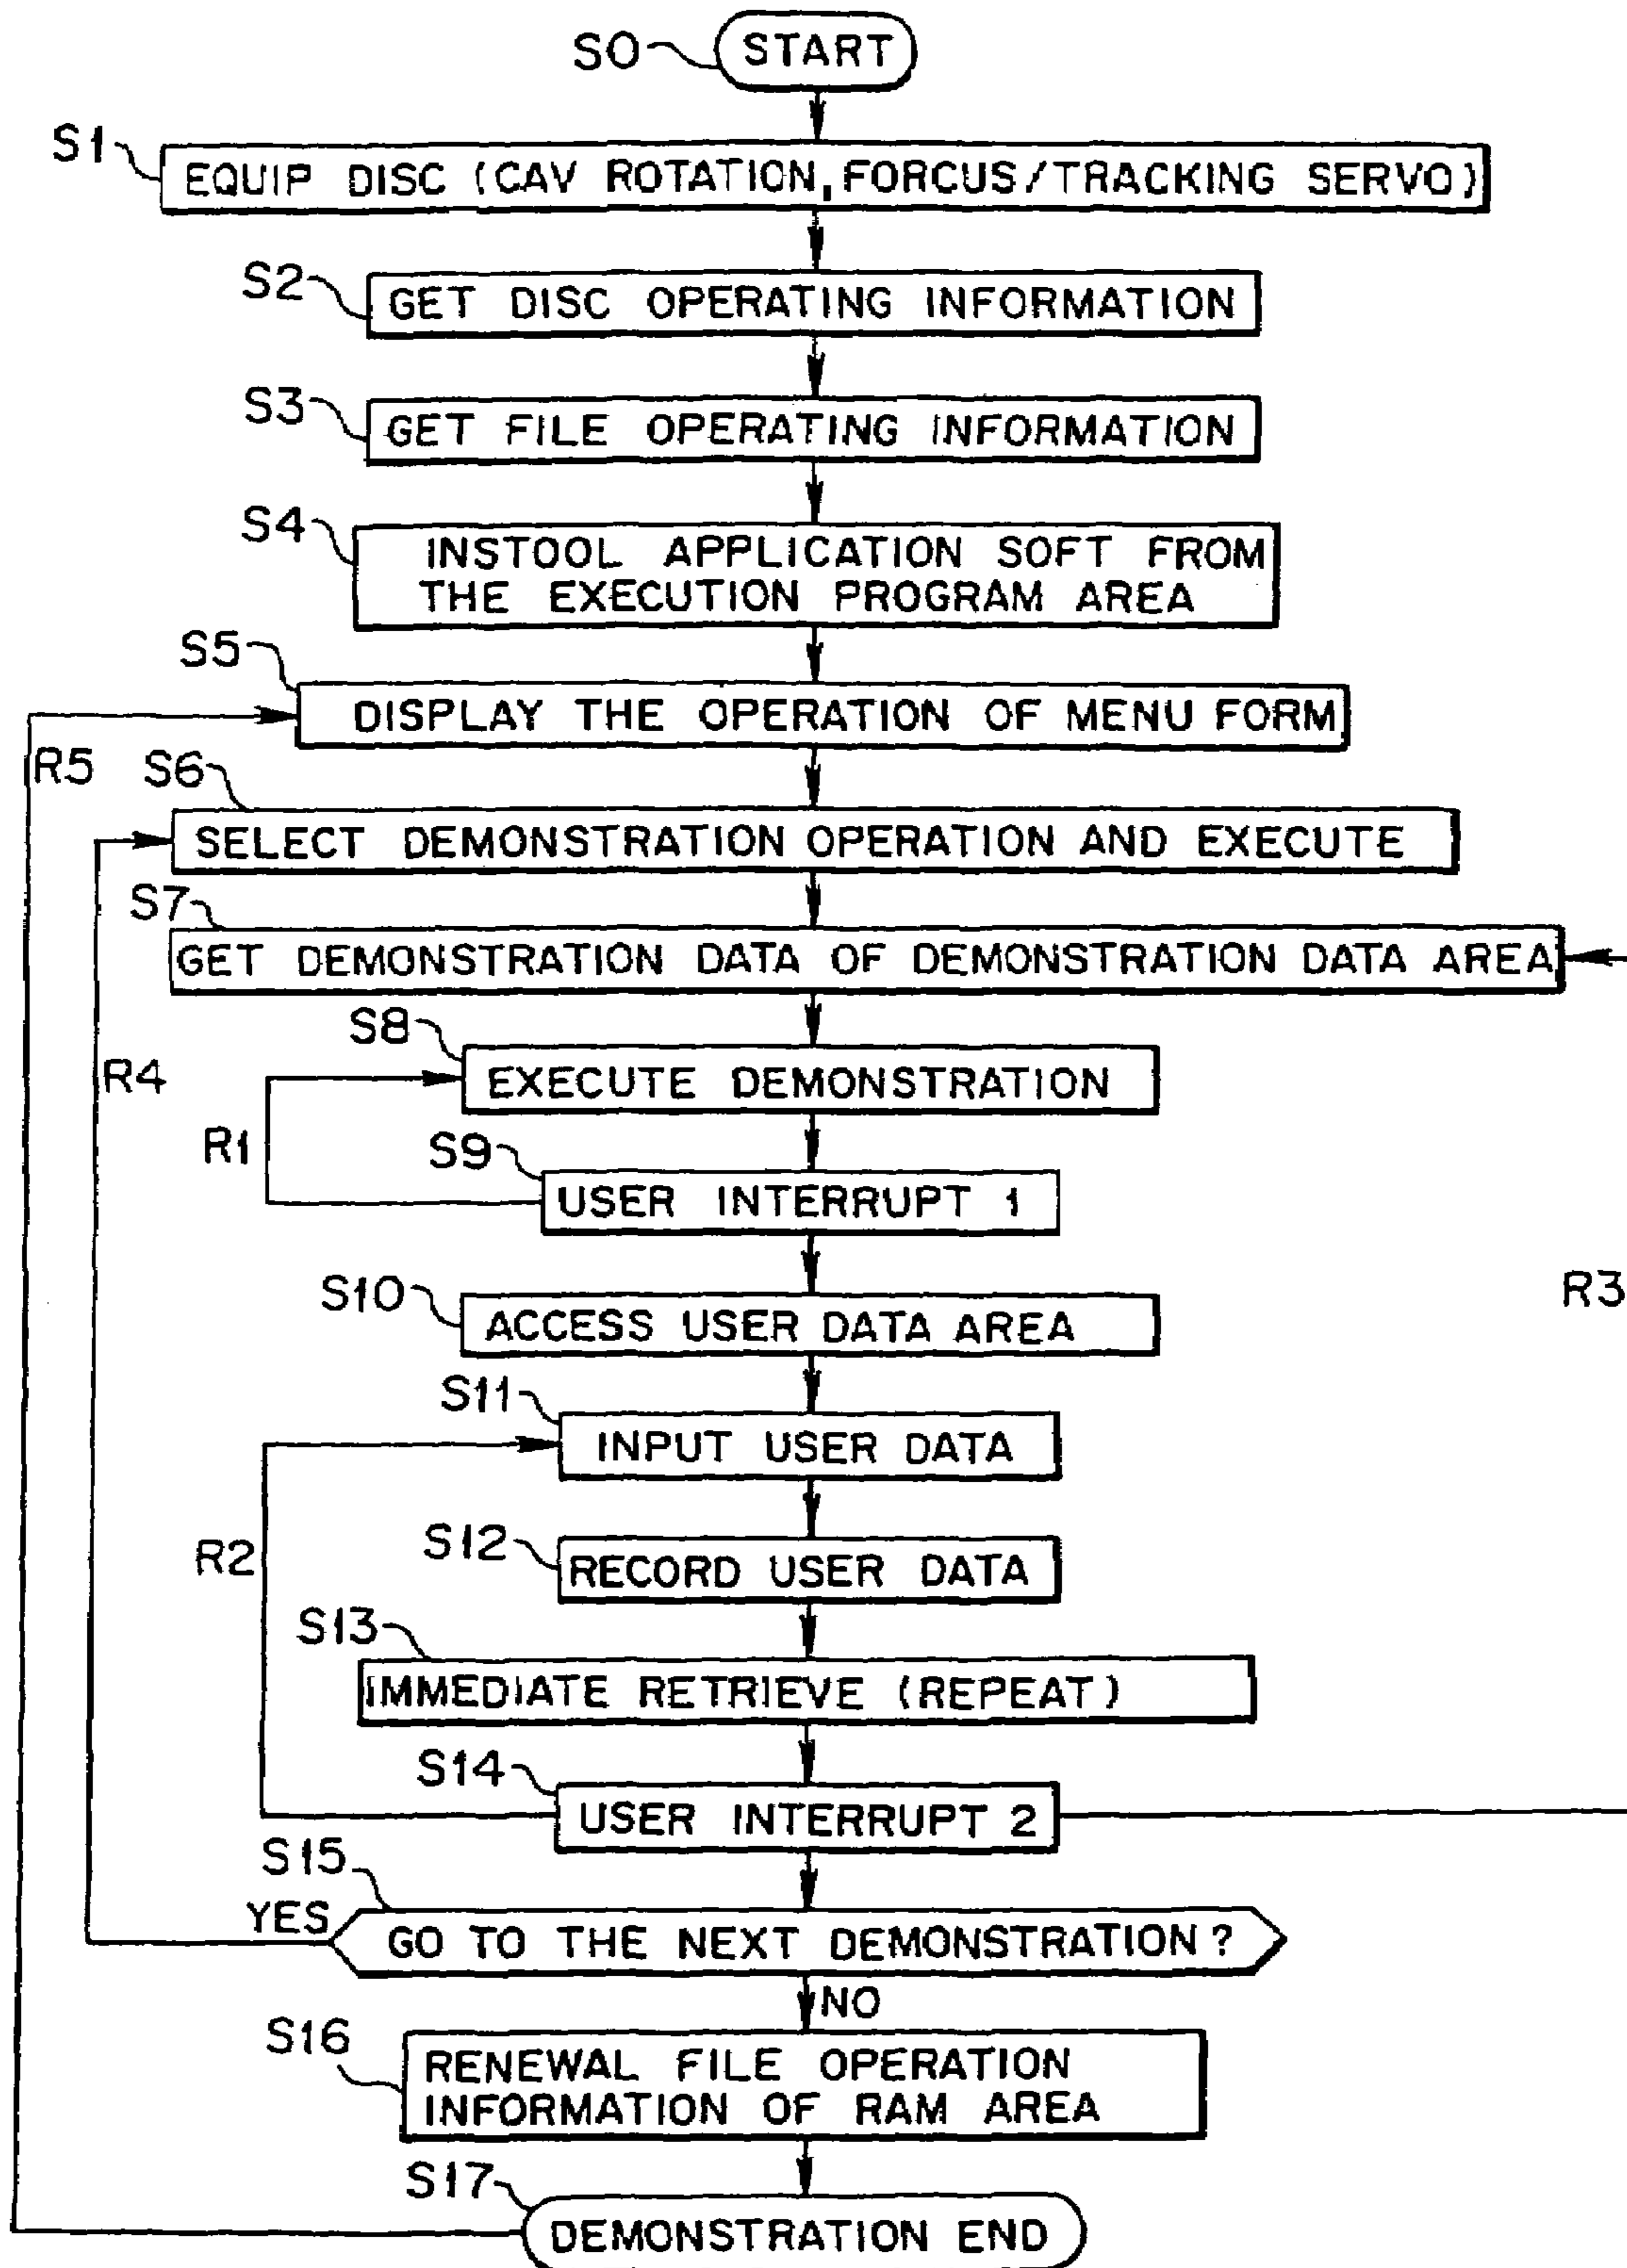 S0 START
S1 EQUIP DISC (CAV ROTATION, FORCUS/TRACKING SERVO)
S2 GET DISC OPERATING INFORMATION
S3 GET FILE OPERATING INFORMATION
S4 INSTOOL APPLICATION SOFT FROM
THE EXECUTION PROGRAM AREA
S5 DISPLAY THE OPERATION OF MENU FORM
R5
S6 SELECT DEMONSTRATION OPERATION AND EXECUTE
S7 GET DEMONSTRATION DATA OF DEMONSTRATION DATA AREA
S8 EXECUTE DEMONSTRATION
R4
R1
S9 USER INTERRUPT 1
R3
S10 ACCESS USER DATA AREA
S11 INPUT USER DATA
R2
S12 RECORD USER DATA
S13 IMMEDIATE RETRIEVE (REPEAT)
S14 USER INTERRUPT 2
S15 GO TO THE NEXT DEMONSTRATION?
YES
NO
S16 RENEWAL FILE OPERATION
INFORMATION OF RAM AREA
S17 DEMONSTRATION END